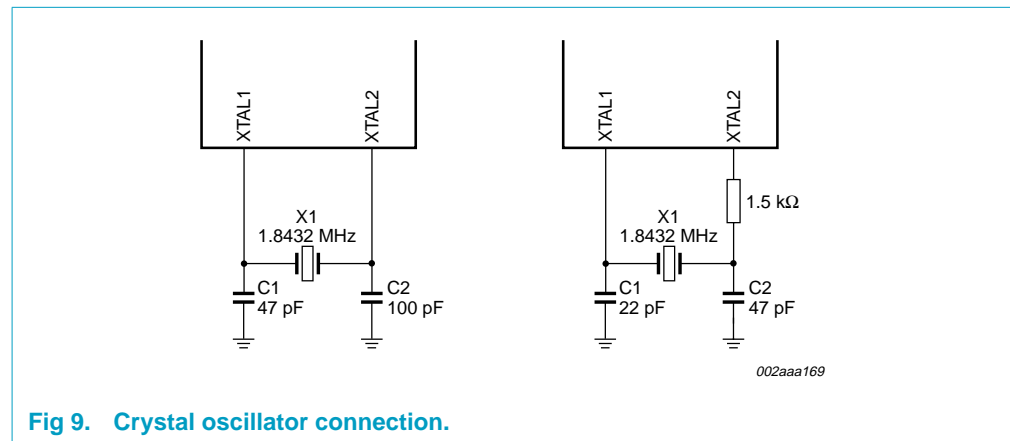 XTAL1
XTAL2
X1
1.8432 MHz
C1
47 pF
C2
100 pF
XTAL1
XTAL2
1.5 kΩ
X1
1.8432 MHz
C1
22 pF
C2
47 pF
002aaa169
Fig 9. Crystal oscillator connection.